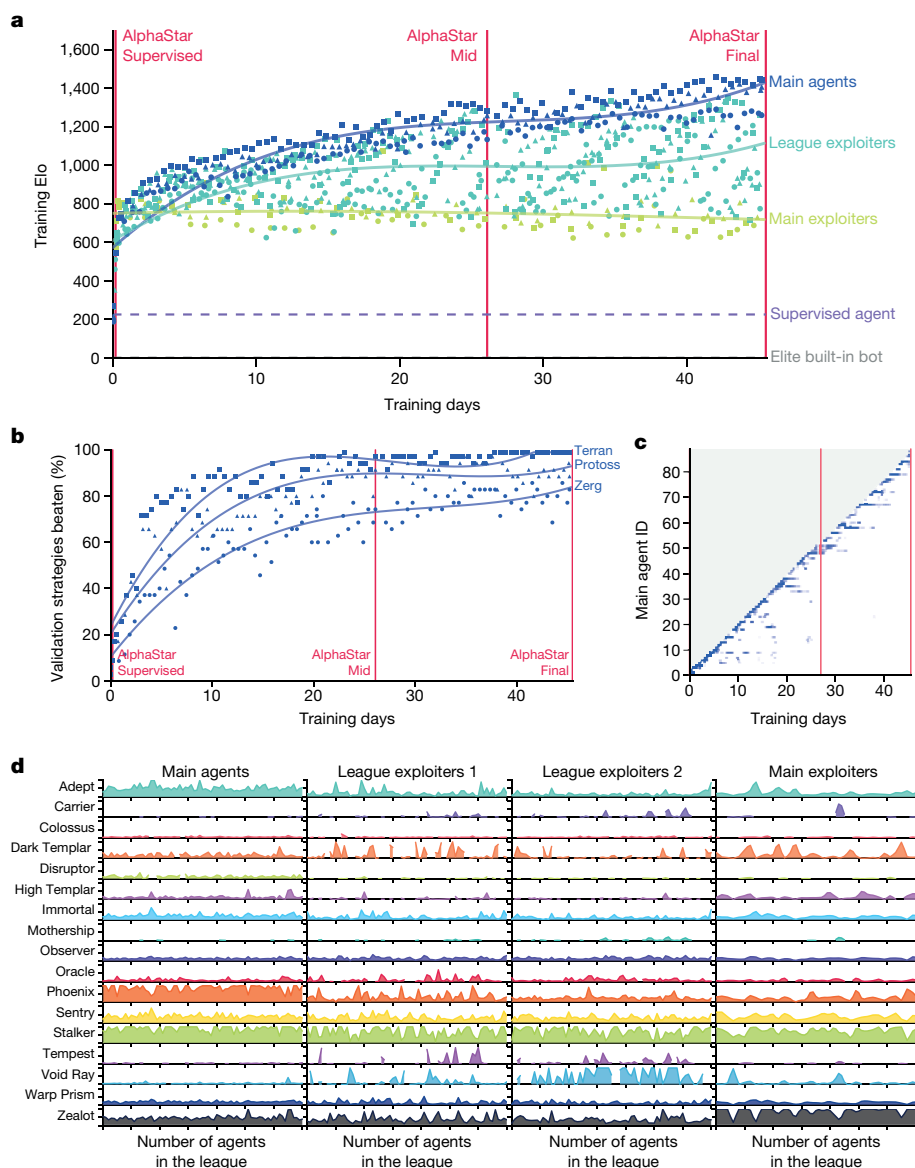 a
AlphaStar
Supervised
AlphaStar
Mid
AlphaStar
Final
1,600
1,400
1,200
1,000
800
600
400
200
0
Training Elo
Main agents
League exploiters
Main exploiters
Supervised agent
Elite built-in bot
0
10
20
30
40
Training days
b
100
80
60
40
20
0
Validation strategies beaten (%)
Terran
Protoss
Zerg
AlphaStar
Supervised
AlphaStar
Mid
AlphaStar
Final
0
20
40
Training days
c
80
70
60
50
40
30
20
10
0
Main agent ID
0
10
20
30
40
Training days
d
Main agents
League exploiters 1
League exploiters 2
Main exploiters
Adept
Carrier
Colossus
Dark Templar
Disruptor
High Templar
Immortal
Mothership
Observer
Oracle
Phoenix
Sentry
Stalker
Tempest
Void Ray
Warp Prism
Zealot
Number of agents
in the league
Number of agents
in the league
Number of agents
in the league
Number of agents
in the league